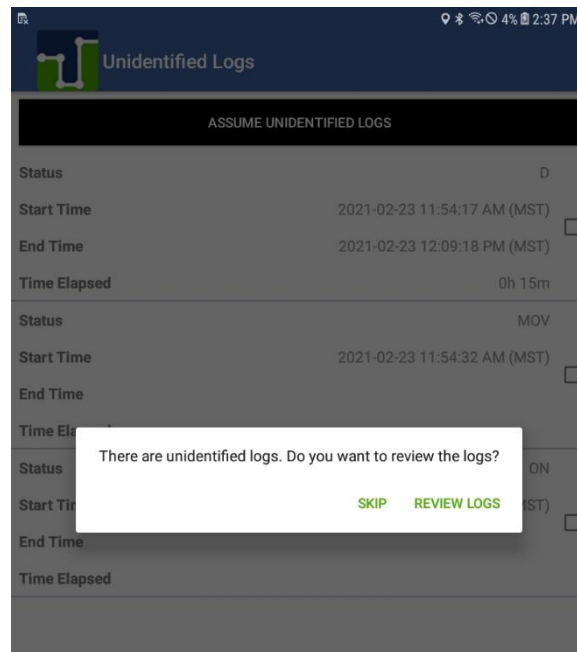 4% 2:37 PM
Unidentified Logs
ASSUME UNIDENTIFIED LOGS
Status D
Start Time 2021-02-23 11:54:17 AM (MST)
End Time 2021-02-23 12:09:18 PM (MST)
Time Elapsed 0h 15m
Status MOV
Start Time 2021-02-23 11:54:32 AM (MST)
End Time
Time
There are unidentified logs. Do you want to review the logs?
Status ON
SKIP REVIEW LOGS
Start
End Time
Time Elapsed